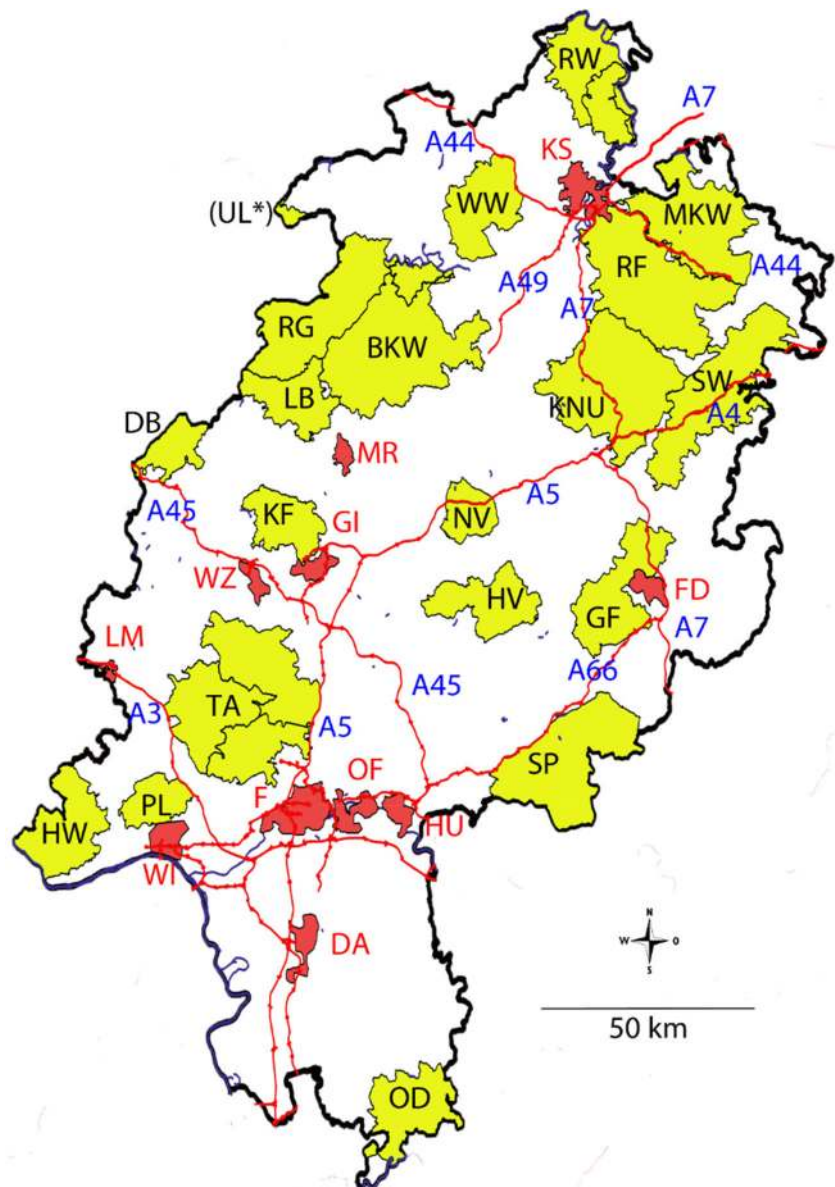 RW
A7
A44
KS
WW
MKW
(UL*)
RF
A44
A49
A7
RG
BKW
SW
LB
KNU
A4
DB
MR
A45
A5
KF
GI
NV
WZ
HV
FD
GF
A7
LM
A66
A45
TA
A3
A5
SP
OF
F
PL
HW
HU
WI
N
W O
S
DA
50 km
OD